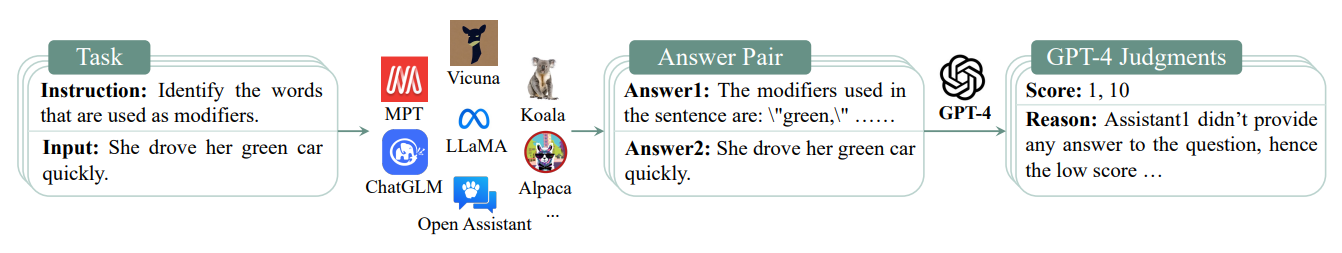 Task
Instruction: Identify the words
that are used as modifiers.
Input: She drove her green car
quickly.
Vicuna
MPT
Koala
LLaMA
ChatGLM
Alpaca
...
Open Assistant
Answer Pair
Answer1: The modifiers used in
the sentence are: \"green,\" ……
Answer2: She drove her green car
quickly.
GPT-4
GPT-4 Judgments
Score: 1, 10
Reason: Assistant1 didn’t provide
any answer to the question, hence
the low score …